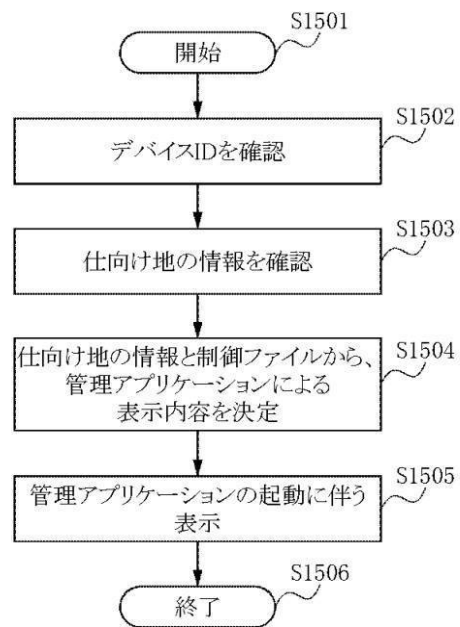 S1501
開始
S1502
デバイスIDを確認
S1503
仕向け地の情報を確認
S1504
仕向け地の情報と制御ファイルから、
管理アプリケーションによる
表示内容を決定
S1505
管理アプリケーションの起動に伴う
表示
S1506
終了